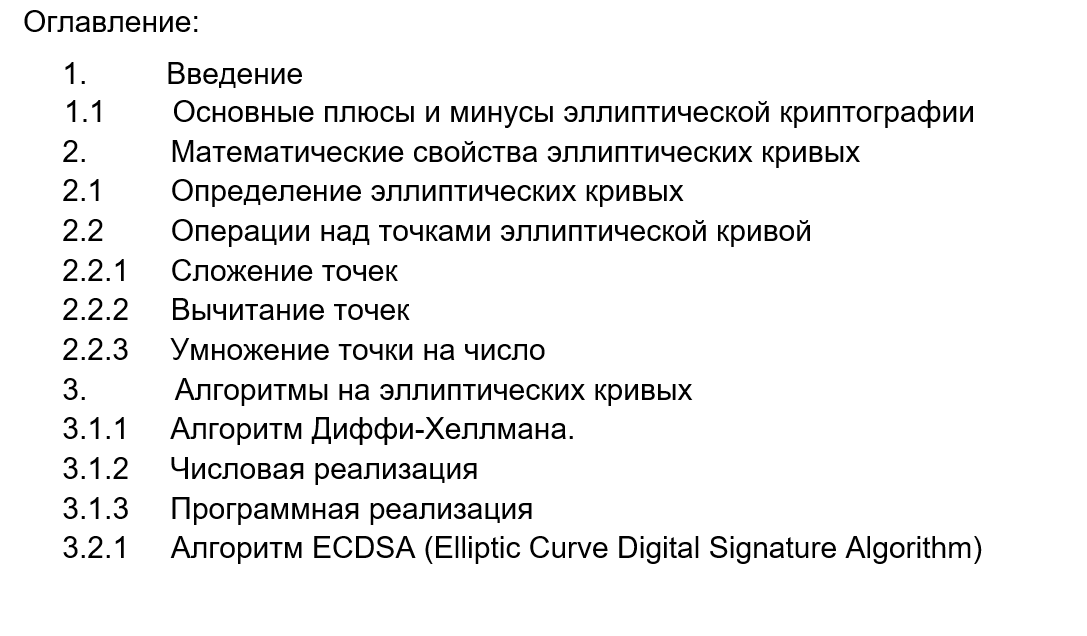 Оглавление:
1. Введение
1.1 Основные плюсы и минусы эллиптической криптографии
2. Математические свойства эллиптических кривых
2.1 Определение эллиптических кривых
2.2 Операции над точками эллиптической кривой
2.2.1 Сложение точек
2.2.2 Вычитание точек
2.2.3 Умножение точки на число
3. Алгоритмы на эллиптических кривых
3.1.1 Алгоритм Диффи-Хеллмана.
3.1.2 Числовая реализация
3.1.3 Программная реализация
3.2.1 Алгоритм ECDSA (Elliptic Curve Digital Signature Algorithm)